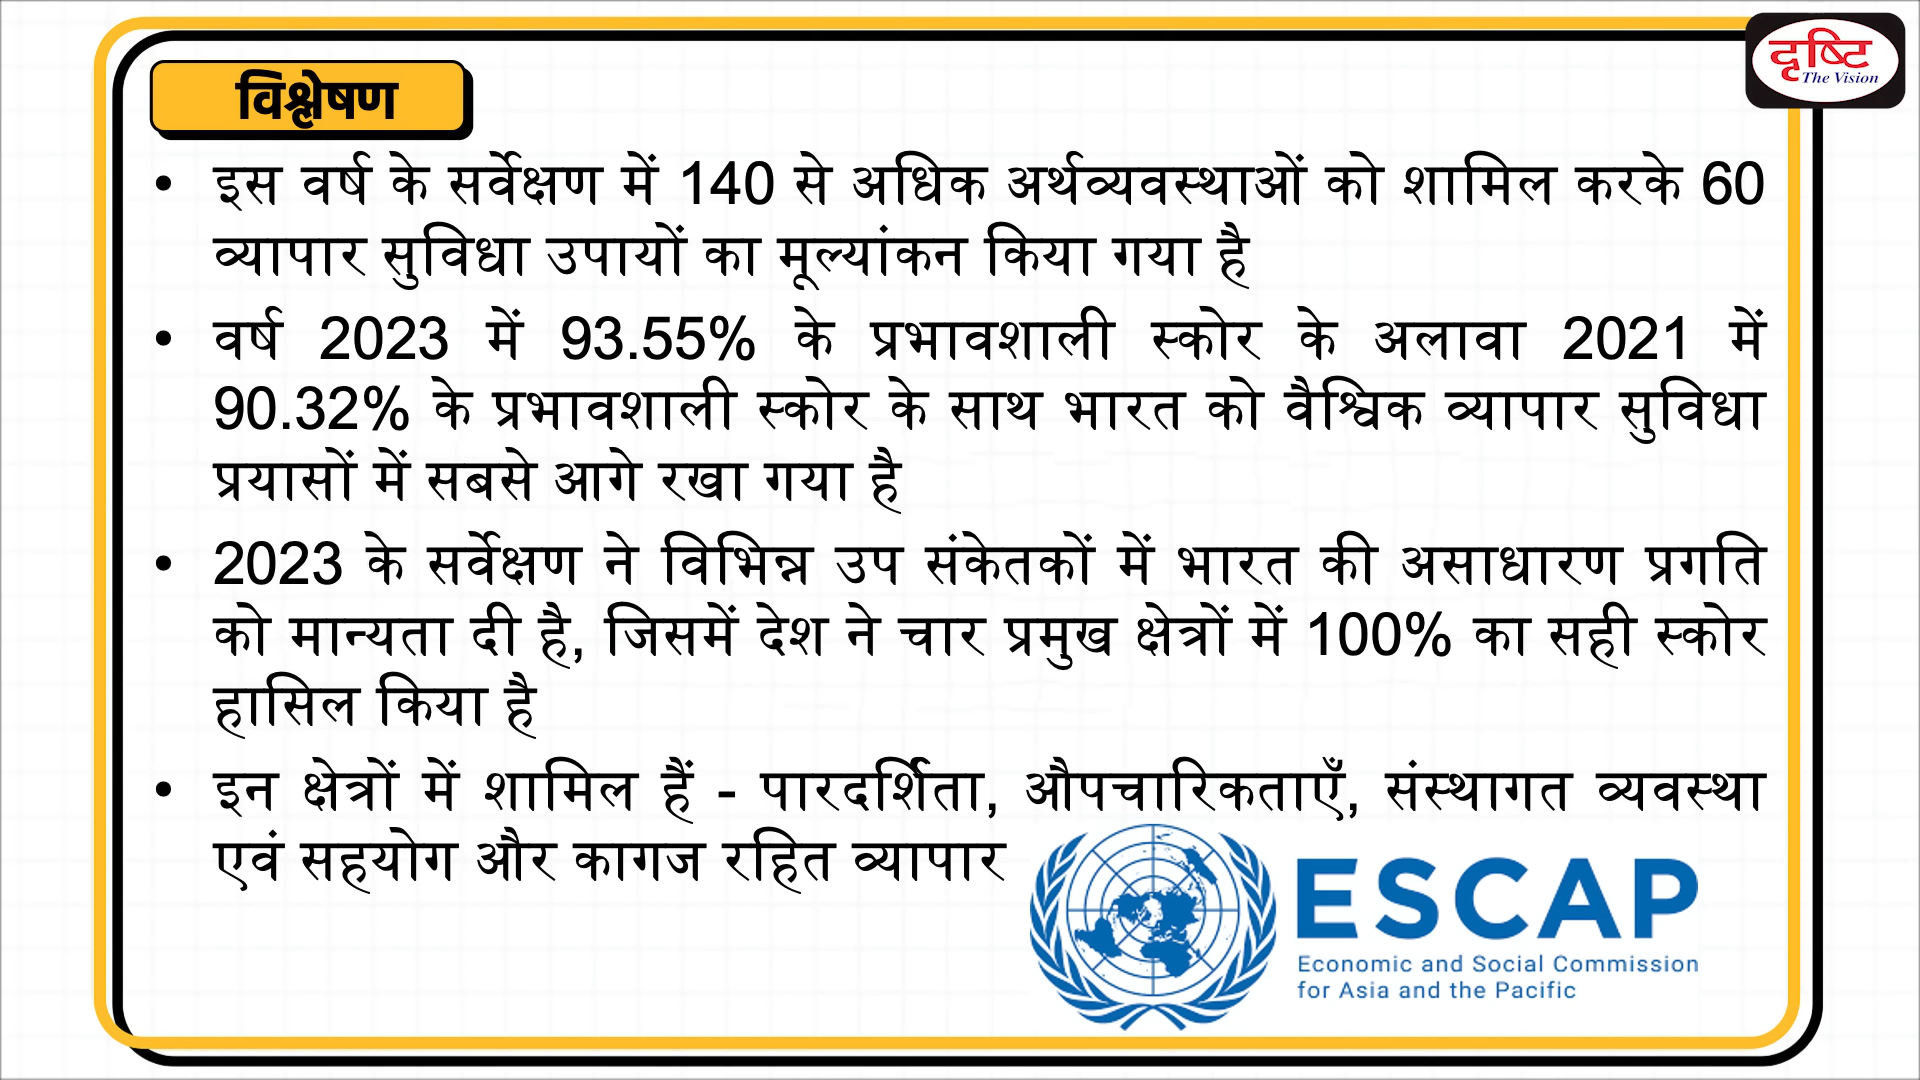 दृष्टि
The Vision
विश्लेषण
• इस वर्ष के सर्वेक्षण में 140 से अधिक अर्थव्यवस्थाओं को शामिल करके 60
व्यापार सुविधा उपायों का मूल्यांकन किया गया है
• वर्ष 2023 में 93.55% के प्रभावशाली स्कोर के अलावा 2021 में
90.32% के प्रभावशाली स्कोर के साथ भारत को वैश्विक व्यापार सुविधा
प्रयासों में सबसे आगे रखा गया है
• 2023 के सर्वेक्षण ने विभिन्न उप संकेतकों में भारत की असाधारण प्रगति
को मान्यता दी है, जिसमें देश ने चार प्रमुख क्षेत्रों में 100% का सही स्कोर
हासिल किया है
• इन क्षेत्रों में शामिल हैं - पारदर्शिता, औपचारिकताएँ, संस्थागत व्यवस्था
एवं सहयोग और कागज रहित व्यापार
ESCAP
Economic and Social Commission
for Asia and the Pacific